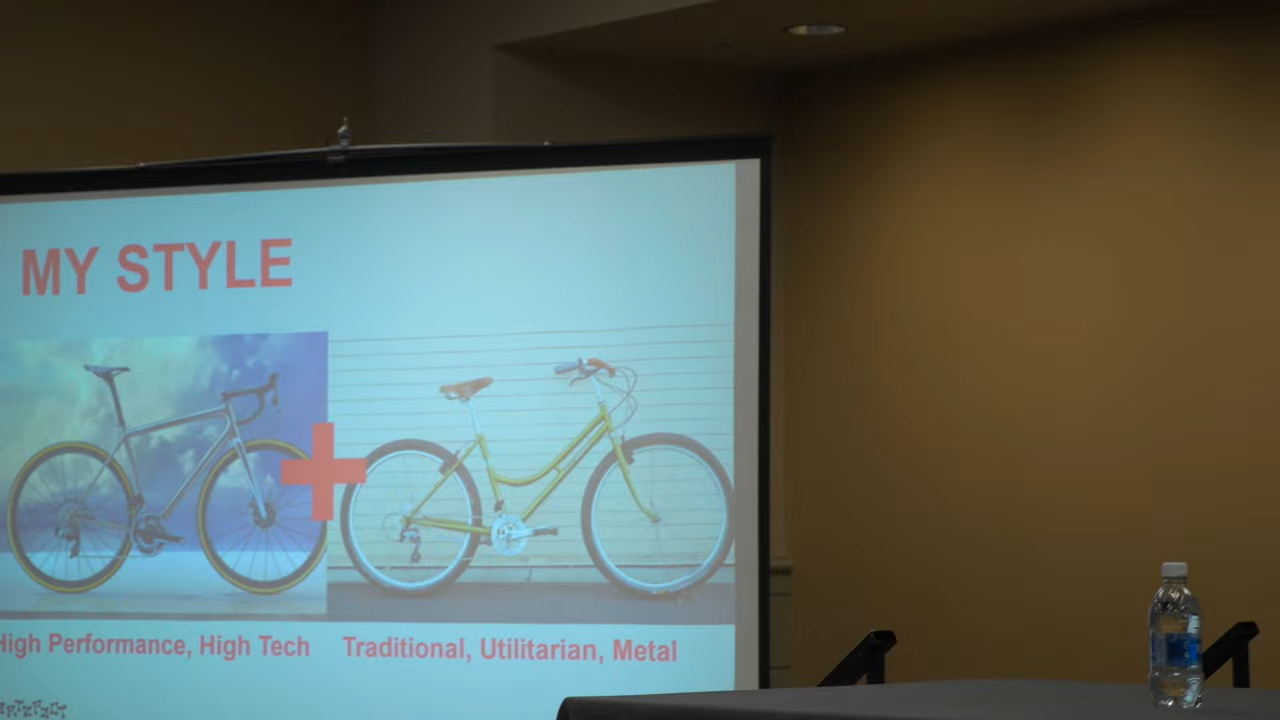 MY STYLE
High Performance, High Tech
Traditional, Utilitarian, Metal